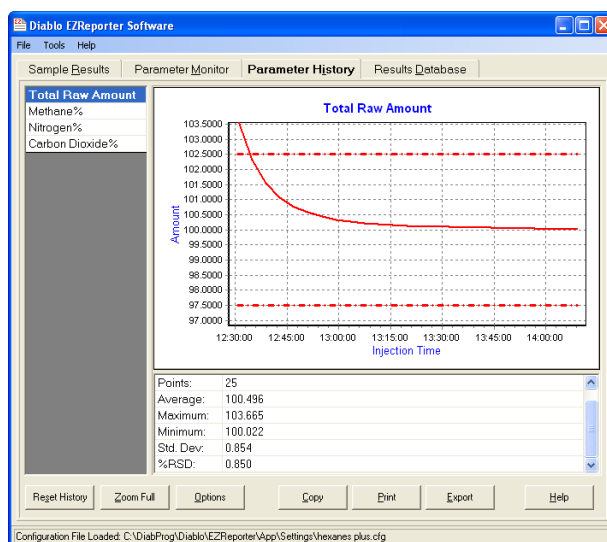 Diablo EZReporter Software
File Tools Help
Sample Results Parameter Monitor Parameter History Results Database
Total Raw Amount
Methane%
Nitrogen%
Carbon Dioxide%
Total Raw Amount
Amount
103.5000
103.0000
102.5000
102.0000
101.5000
101.0000
100.5000
100.0000
99.5000
99.0000
98.5000
98.0000
97.5000
97.0000
12:30:00 12:45:00 13:00:00 13:15:00 13:30:00 13:45:00 14:00:00
Injection Time
Points: 25
Average: 100.496
Maximum: 103.665
Minimum: 100.022
Std. Dev: 0.854
%RSD: 0.850
Reset History Zoom Full Options Copy Print Export Help
Configuration File Loaded: C:\DiabProg\Diablo\EZReporter\App\Settings\hexanes plus.cfg